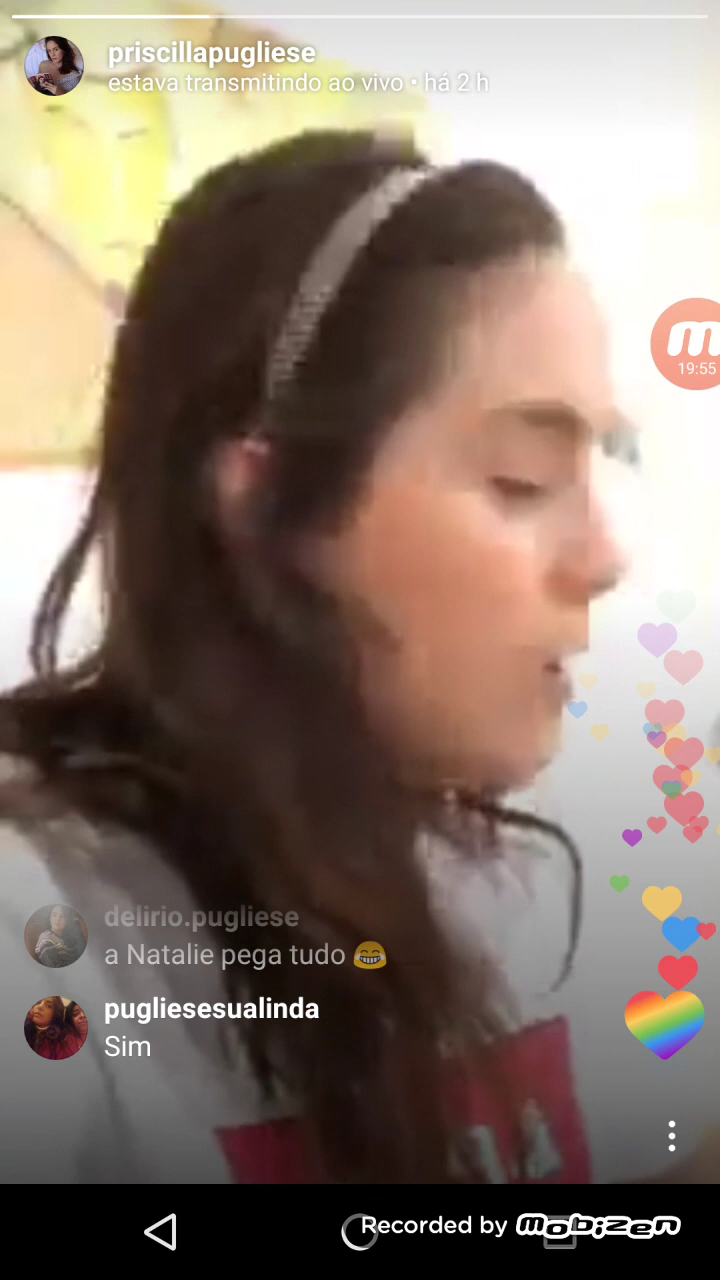 priscillapugliese
estava transmitindo ao vivo • há 2 h
m
19:55
delirio.pugliese
a Natalie pega tudo 😂
pugliesesualinda
Sim
Recorded by mobizen